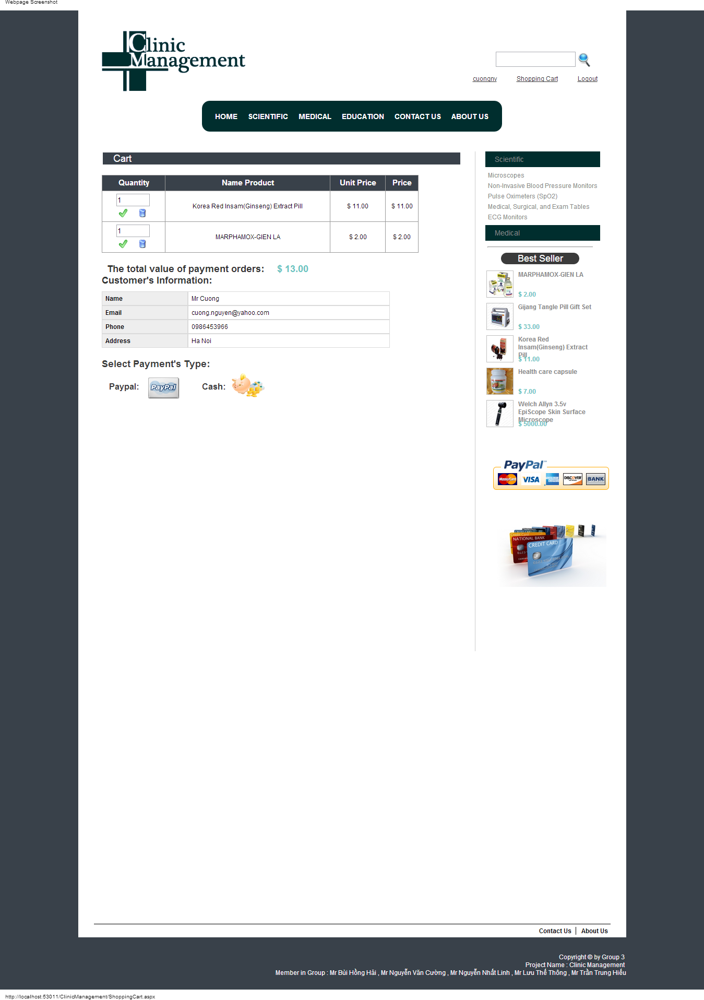 Webpage Screenshot
Clinic
Management
cuongnv Shopping Cart Logout
HOME SCIENTIFIC MEDICAL EDUCATION CONTACT US ABOUT US
Cart
Quantity Name Product Unit Price Price
1
Korea Red Insam(Ginseng) Extract Pill $ 11.00 $ 11.00
1
MARPHAMOX-GIEN LA $ 2.00 $ 2.00
The total value of payment orders: $ 13.00
Customer's Information:
Name Mr Cuong
Email cuong.nguyen@yahoo.com
Phone 0986453966
Address Ha Noi
Select Payment's Type:
Paypal: PayPal Cash:
Scientific
Microscopes
Non-Invasive Blood Pressure Monitors
Pulse Oximeters (SpO2)
Medical, Surgical, and Exam Tables
ECG Monitors
Medical
Best Seller
MARPHAMOX-GIEN LA
$ 2.00
Gijang Tangle Pill Gift Set
$ 33.00
Korea Red
Insam(Ginseng) Extract
Pill
$ 11.00
Health care capsule
$ 7.00
Welch Allyn 3.5v
EpiScope Skin Surface
Microscope
$ 5000.00
PayPal
MasterCard VISA DISCOVER BANK
NATIONAL BANK
CREDIT CARD
Contact Us About Us
Copyright © by Group 3
Project Name : Clinic Management
Member in Group : Mr Bùi Hồng Hải , Mr Nguyễn Văn Cường , Mr Nguyễn Nhất Linh , Mr Lưu Thế Thông , Mr Trần Trung Hiếu
http://localhost:53011/ClinicManagement/ShoppingCart.aspx